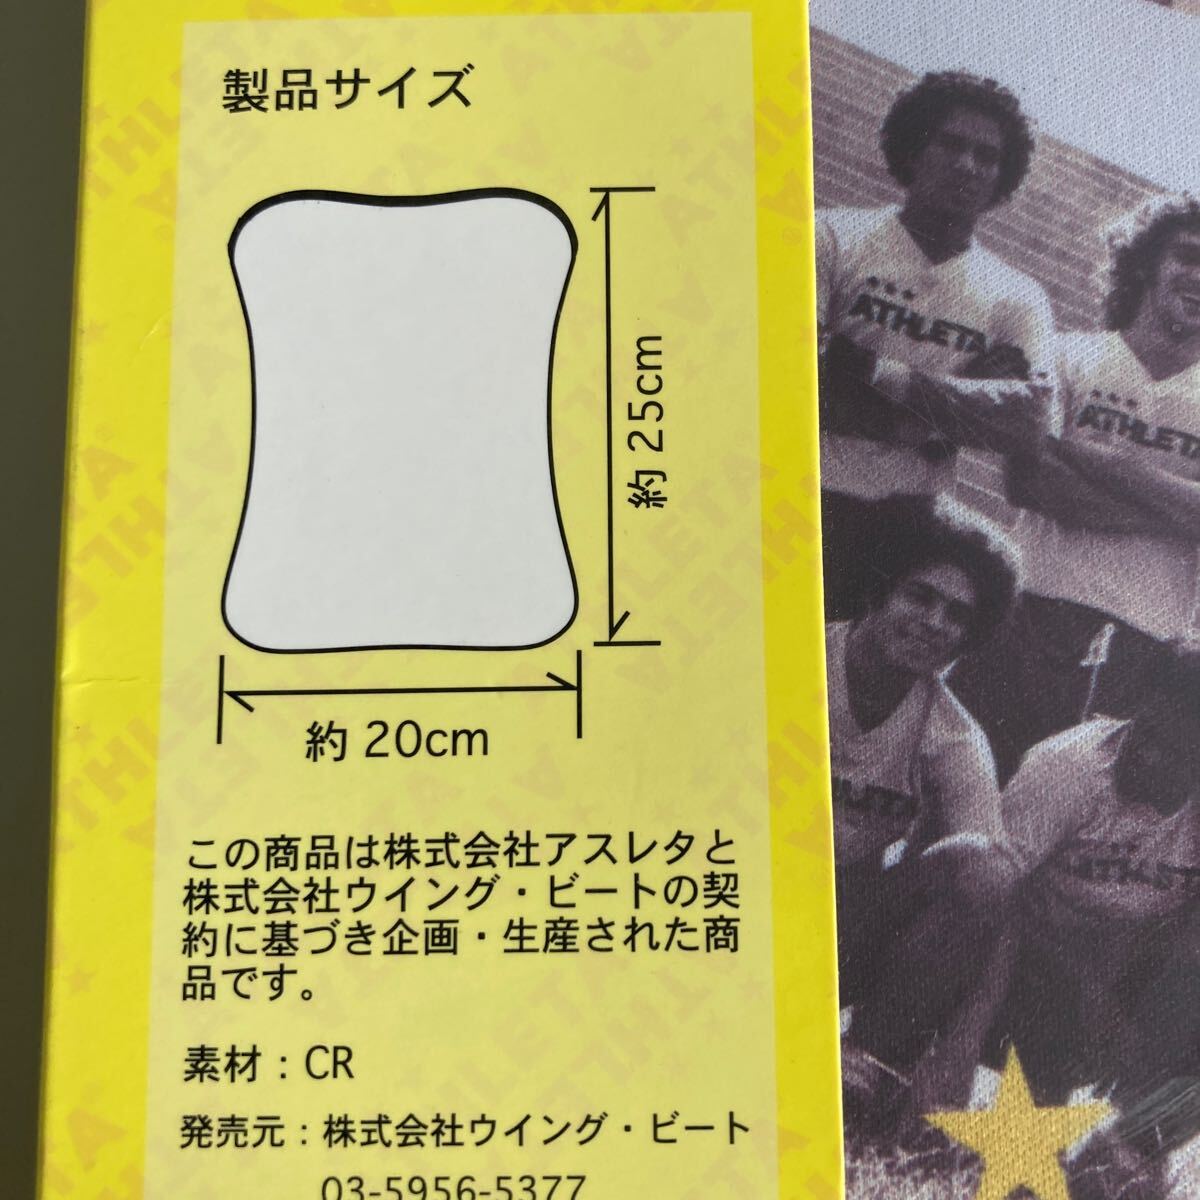 製品サイズ
約 25cm
約 20cm
この商品は株式会社アスレタと
株式会社ウイング・ビートの契
約に基づき企画・生産された商
品です。
素材：CR
発売元：株式会社ウイング・ビート
03-5956-5377
ATHLETA
ATHLETA